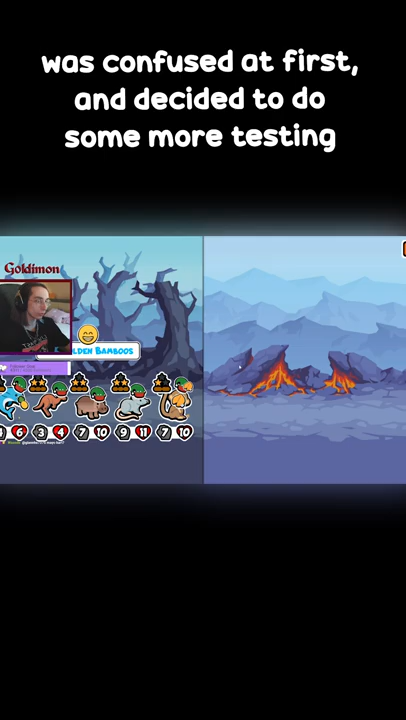 was confused at first,
and decided to do
some more testing
Goldimon
LDEN BAMBOOS
6 3 4 7 10 9 11 7 10